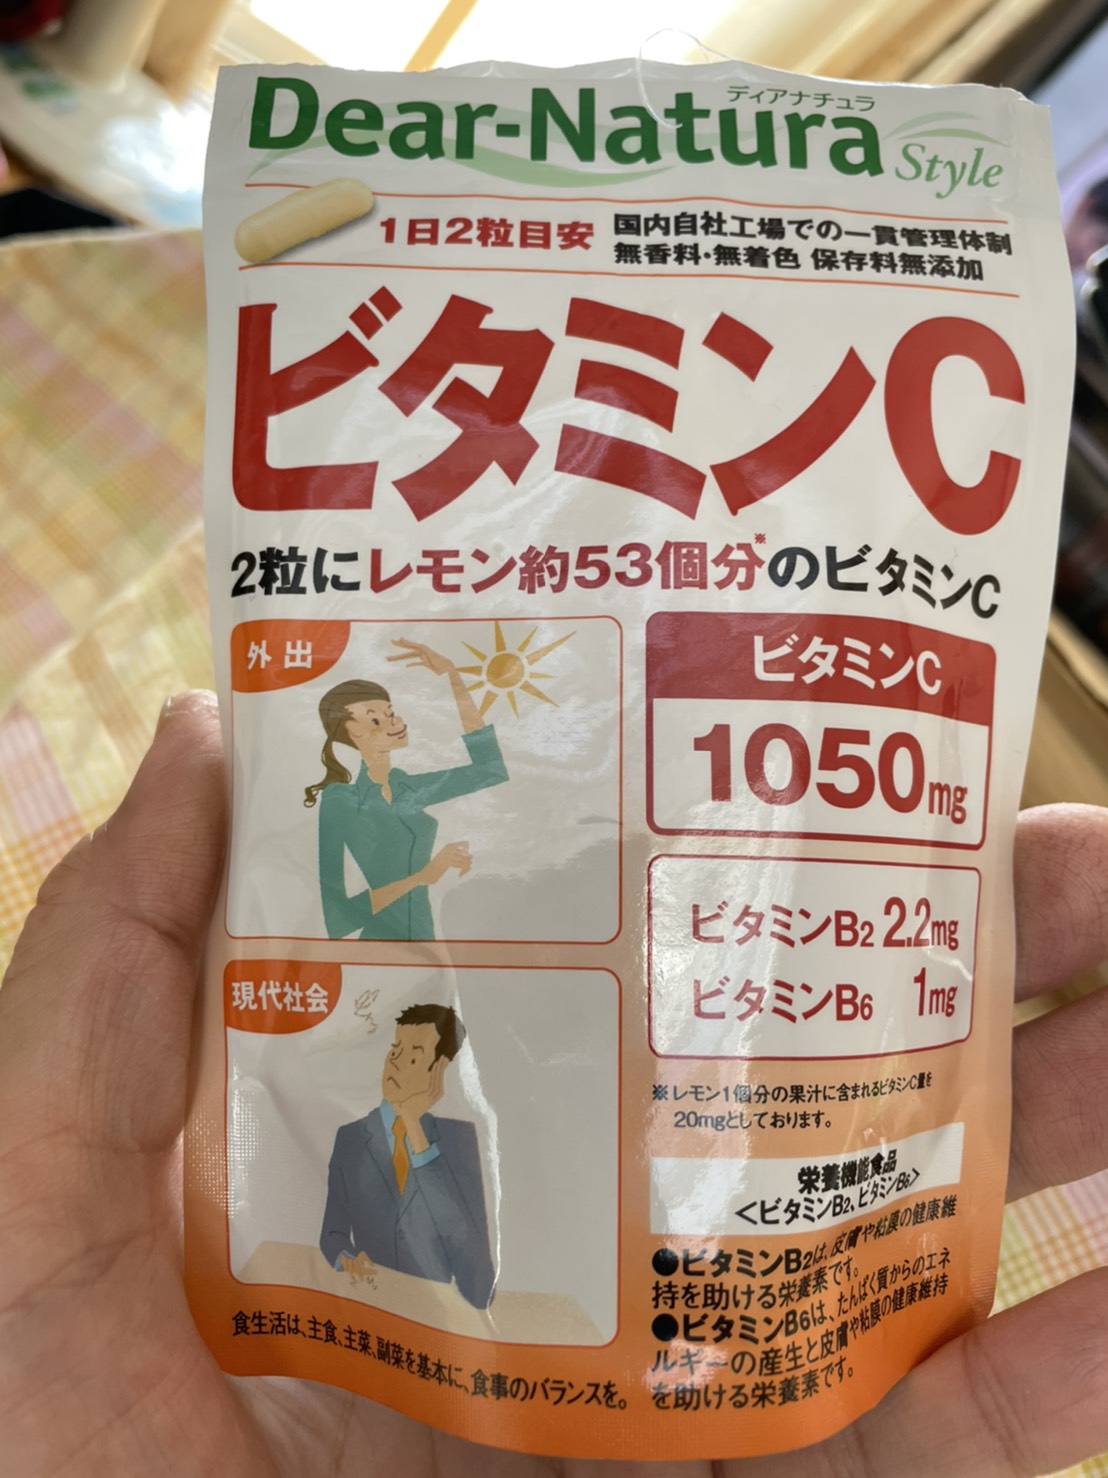 Dear-Natura
ディアナチュラ
Style
1日2粒目安
国内自社工場での一貫管理体制
無香料・無着色 保存料無添加
ビタミンC
2粒にレモン約53個分※のビタミンC
外出
ビタミンC
1050mg
ビタミンB2 2.2mg
ビタミンB6 1mg
現代社会
※レモン1個分の果汁に含まれるビタミンC量を
20mgとしております。
栄養機能食品
<ビタミンB2、ビタミンB6>
●ビタミンB2は、皮膚や粘膜の健康維
持を助ける栄養素です。
●ビタミンB6は、たんぱく質からのエネ
ルギーの産生と皮膚や粘膜の健康維持
を助ける栄養素です。
食生活は、主食、主菜、副菜を基本に、食事のバランスを。